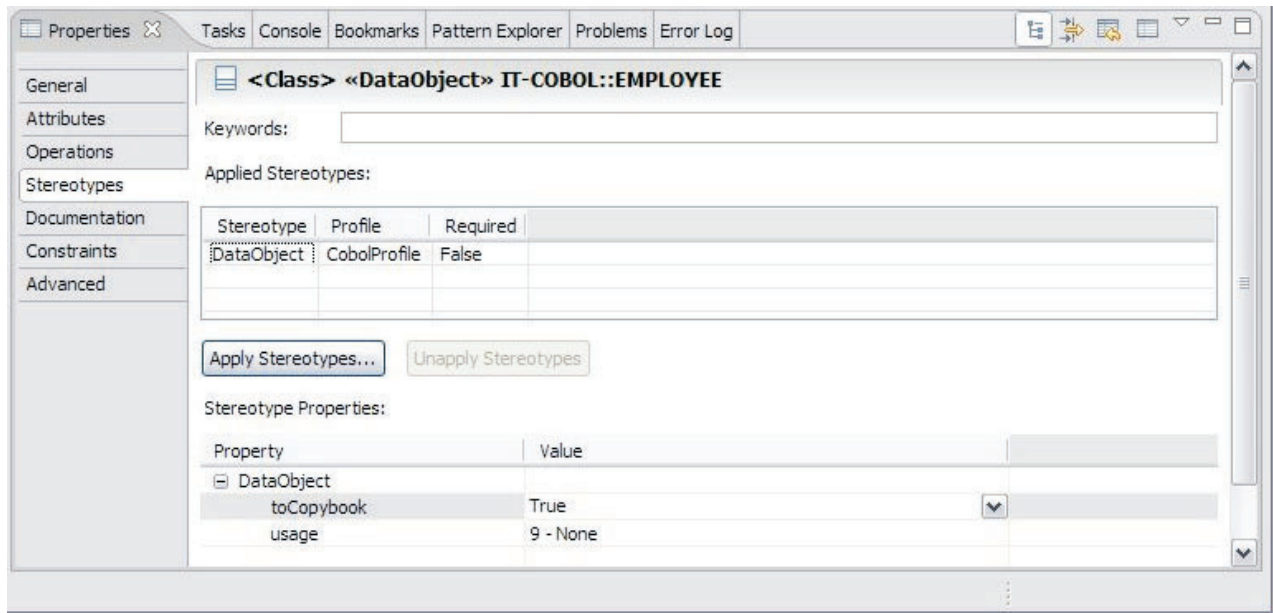 Properties Tasks Console Bookmarks Pattern Explorer Problems Error Log
<Class> «DataObject» IT-COBOL::EMPLOYEE
General
Attributes
Operations
Stereotypes
Documentation
Constraints
Advanced
Keywords:
Applied Stereotypes:
Stereotype Profile Required
DataObject CobolProfile False
Apply Stereotypes... Unapply Stereotypes
Stereotype Properties:
Property Value
DataObject
toCopybook True
usage 9 - None